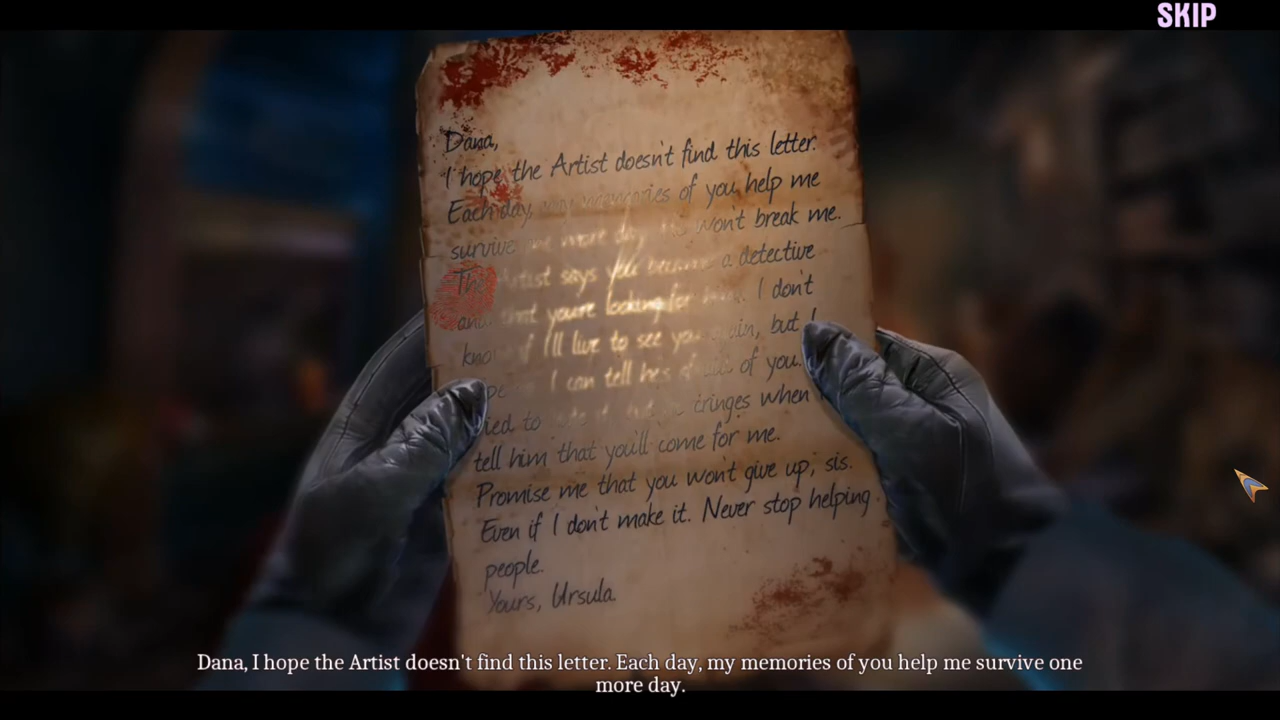 SKIP
Dana,
I hope the Artist doesn't find this letter.
Each day, my memories of you help me
survive one more day. He won't break me.
The Artist says you became a detective
and that you're looking for him. I don't
know if I'll live to see you again, but I
I can tell he's of you.
tried to cringes when I
tell him that you'll come for me.
Promise me that you won't give up, sis.
Even if I don't make it. Never stop helping
people.
Yours, Ursula.
Dana, I hope the Artist doesn't find this letter. Each day, my memories of you help me survive one
more day.